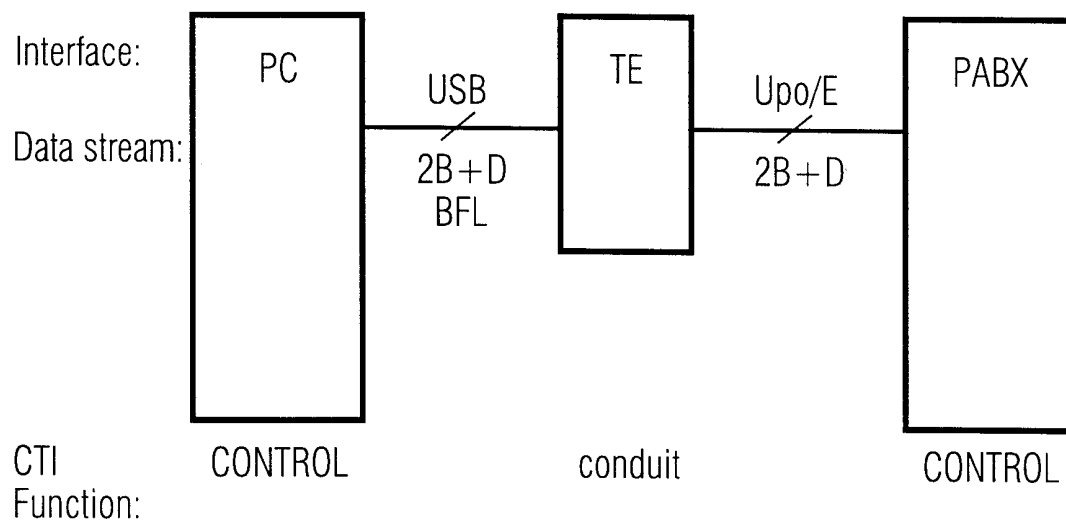 Interface:
PC
USB
TE
Upo/E
PABX
Data stream:
2B+D
BFL
2B+D
CTI
Function:
CONTROL
conduit
CONTROL